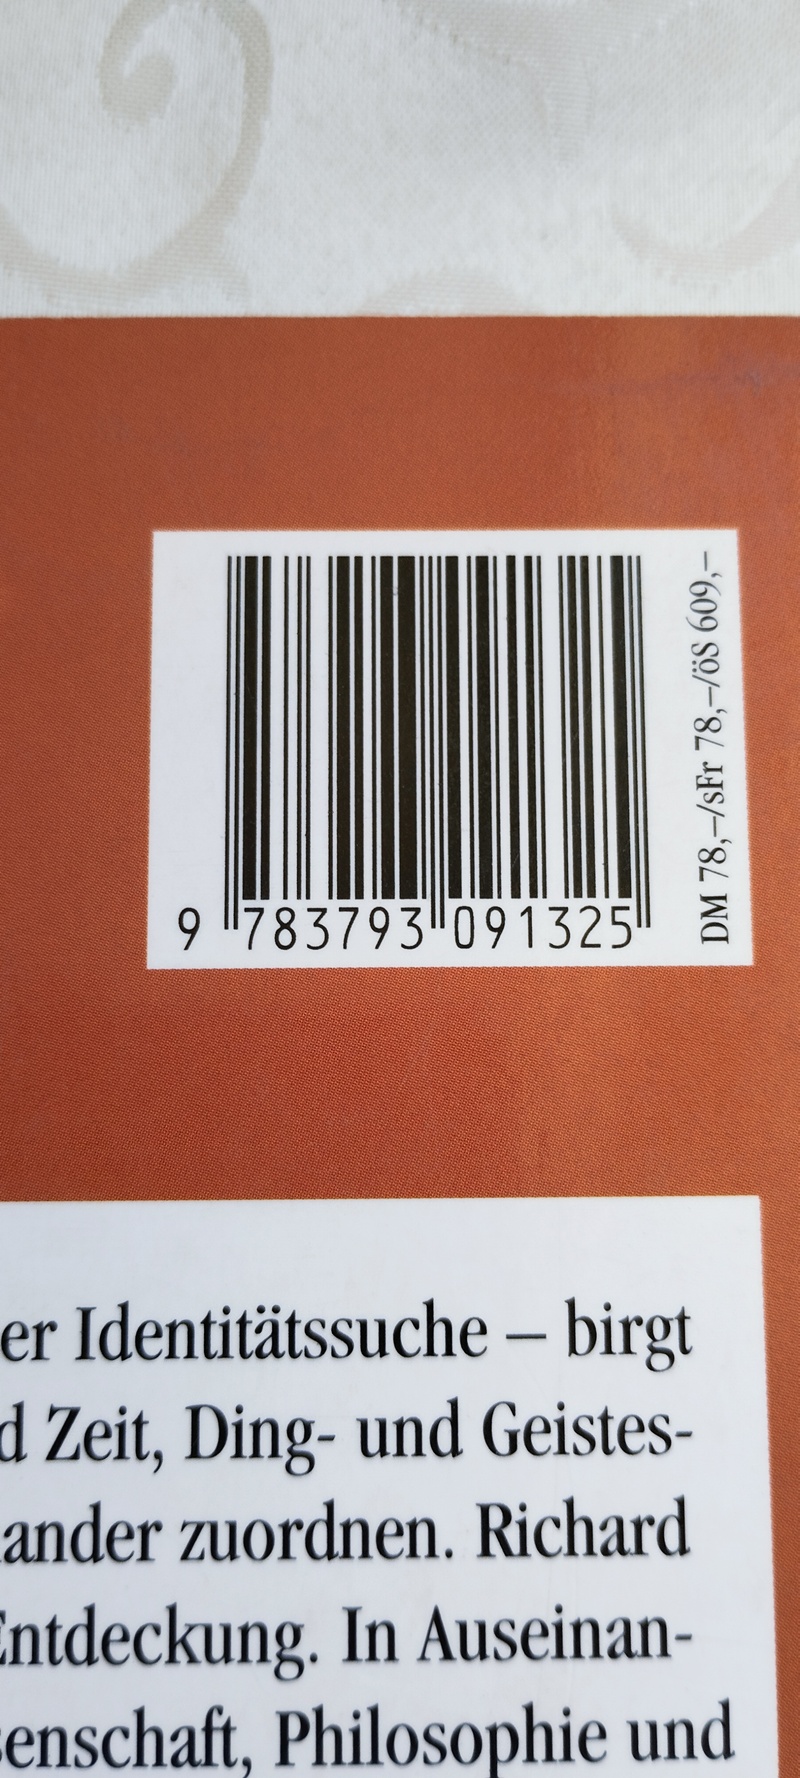 9 783793 091325
DM 78,–/sFr 78,–/öS 609,–
er Identitätssuche – birgt
d Zeit, Ding- und Geistes-
ander zuordnen. Richard
Entdeckung. In Auseinan-
senschaft, Philosophie und